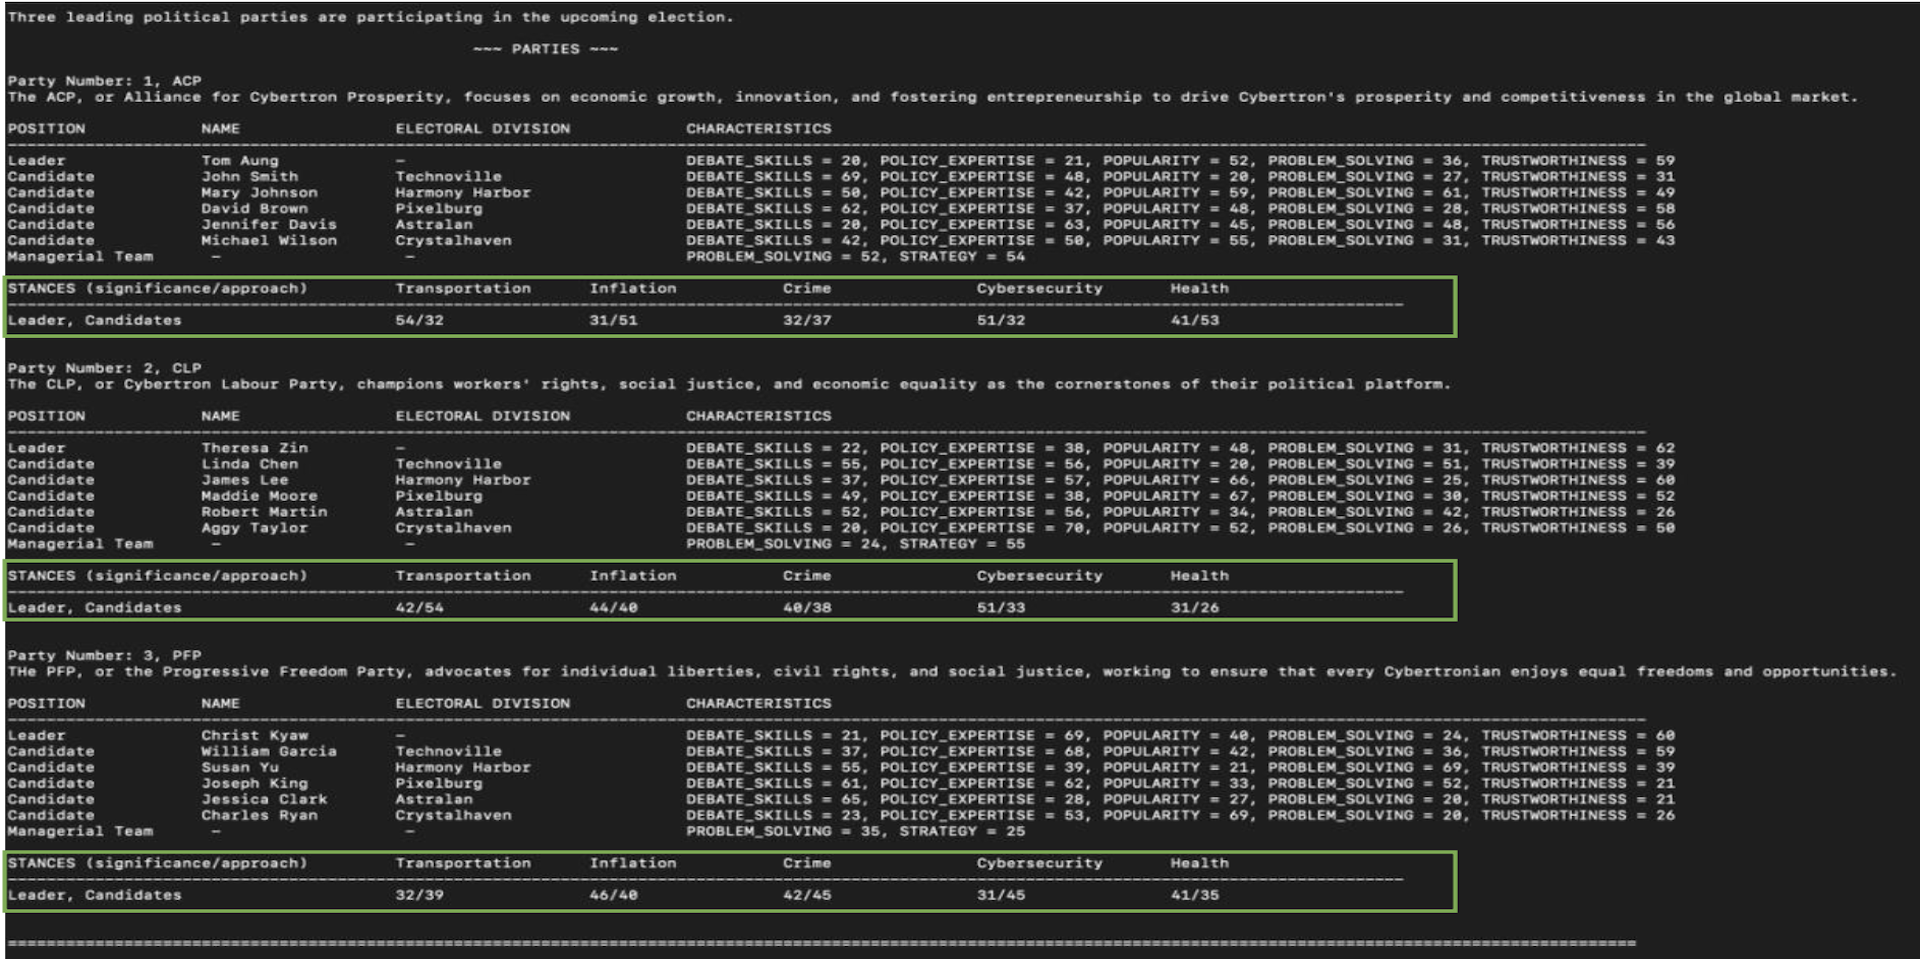 Three leading political parties are participating in the upcoming election.
~~~ PARTIES ~~~
Party Number: 1, ACP
The ACP, or Alliance for Cybertron Prosperity, focuses on economic growth, innovation, and fostering entrepreneurship to drive Cybertron's prosperity and competitiveness in the global market.
POSITION NAME ELECTORAL DIVISION CHARACTERISTICS
Leader Tom Aung – DEBATE_SKILLS = 20, POLICY_EXPERTISE = 21, POPULARITY = 52, PROBLEM_SOLVING = 36, TRUSTWORTHINESS = 59
Candidate John Smith Technoville DEBATE_SKILLS = 69, POLICY_EXPERTISE = 48, POPULARITY = 20, PROBLEM_SOLVING = 27, TRUSTWORTHINESS = 31
Candidate Mary Johnson Harmony Harbor DEBATE_SKILLS = 50, POLICY_EXPERTISE = 42, POPULARITY = 59, PROBLEM_SOLVING = 61, TRUSTWORTHINESS = 49
Candidate David Brown Pixelburg DEBATE_SKILLS = 62, POLICY_EXPERTISE = 37, POPULARITY = 48, PROBLEM_SOLVING = 28, TRUSTWORTHINESS = 58
Candidate Jennifer Davis Astralan DEBATE_SKILLS = 20, POLICY_EXPERTISE = 63, POPULARITY = 45, PROBLEM_SOLVING = 48, TRUSTWORTHINESS = 56
Candidate Michael Wilson Crystalhaven DEBATE_SKILLS = 42, POLICY_EXPERTISE = 50, POPULARITY = 55, PROBLEM_SOLVING = 31, TRUSTWORTHINESS = 43
Managerial Team – – PROBLEM_SOLVING = 52, STRATEGY = 54
STANCES (significance/approach) Transportation Inflation Crime Cybersecurity Health
Leader, Candidates 54/32 31/51 32/37 51/32 41/53
Party Number: 2, CLP
The CLP, or Cybertron Labour Party, champions workers' rights, social justice, and economic equality as the cornerstones of their political platform.
POSITION NAME ELECTORAL DIVISION CHARACTERISTICS
Leader Theresa Zin – DEBATE_SKILLS = 22, POLICY_EXPERTISE = 38, POPULARITY = 48, PROBLEM_SOLVING = 31, TRUSTWORTHINESS = 62
Candidate Linda Chen Technoville DEBATE_SKILLS = 55, POLICY_EXPERTISE = 56, POPULARITY = 20, PROBLEM_SOLVING = 51, TRUSTWORTHINESS = 39
Candidate James Lee Harmony Harbor DEBATE_SKILLS = 37, POLICY_EXPERTISE = 57, POPULARITY = 66, PROBLEM_SOLVING = 25, TRUSTWORTHINESS = 60
Candidate Maddie Moore Pixelburg DEBATE_SKILLS = 49, POLICY_EXPERTISE = 38, POPULARITY = 67, PROBLEM_SOLVING = 30, TRUSTWORTHINESS = 52
Candidate Robert Martin Astralan DEBATE_SKILLS = 52, POLICY_EXPERTISE = 56, POPULARITY = 34, PROBLEM_SOLVING = 42, TRUSTWORTHINESS = 26
Candidate Aggy Taylor Crystalhaven DEBATE_SKILLS = 20, POLICY_EXPERTISE = 70, POPULARITY = 52, PROBLEM_SOLVING = 26, TRUSTWORTHINESS = 50
Managerial Team – – PROBLEM_SOLVING = 24, STRATEGY = 55
STANCES (significance/approach) Transportation Inflation Crime Cybersecurity Health
Leader, Candidates 42/54 44/40 40/38 51/33 31/26
Party Number: 3, PFP
THe PFP, or the Progressive Freedom Party, advocates for individual liberties, civil rights, and social justice, working to ensure that every Cybertronian enjoys equal freedoms and opportunities.
POSITION NAME ELECTORAL DIVISION CHARACTERISTICS
Leader Christ Kyaw – DEBATE_SKILLS = 21, POLICY_EXPERTISE = 69, POPULARITY = 40, PROBLEM_SOLVING = 24, TRUSTWORTHINESS = 60
Candidate William Garcia Technoville DEBATE_SKILLS = 37, POLICY_EXPERTISE = 68, POPULARITY = 42, PROBLEM_SOLVING = 36, TRUSTWORTHINESS = 59
Candidate Susan Yu Harmony Harbor DEBATE_SKILLS = 55, POLICY_EXPERTISE = 39, POPULARITY = 21, PROBLEM_SOLVING = 69, TRUSTWORTHINESS = 39
Candidate Joseph King Pixelburg DEBATE_SKILLS = 61, POLICY_EXPERTISE = 62, POPULARITY = 33, PROBLEM_SOLVING = 52, TRUSTWORTHINESS = 21
Candidate Jessica Clark Astralan DEBATE_SKILLS = 65, POLICY_EXPERTISE = 28, POPULARITY = 27, PROBLEM_SOLVING = 20, TRUSTWORTHINESS = 21
Candidate Charles Ryan Crystalhaven DEBATE_SKILLS = 23, POLICY_EXPERTISE = 53, POPULARITY = 69, PROBLEM_SOLVING = 20, TRUSTWORTHINESS = 26
Managerial Team – – PROBLEM_SOLVING = 35, STRATEGY = 25
STANCES (significance/approach) Transportation Inflation Crime Cybersecurity Health
Leader, Candidates 32/39 46/40 42/45 31/45 41/35